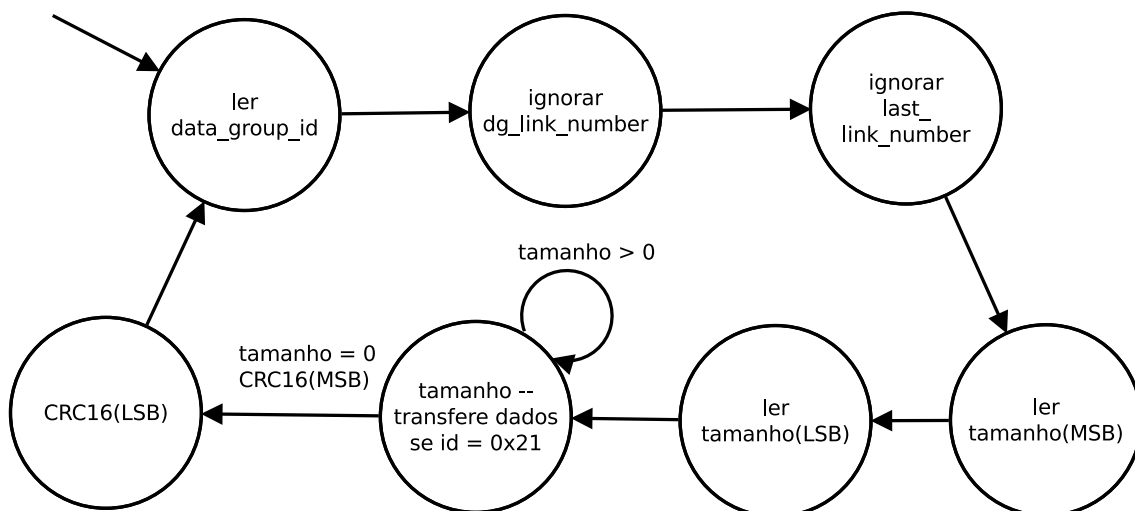 ler
data_group_id
ignorar
dg_link_number
ignorar
last_
link_number
tamanho > 0
tamanho = 0
CRC16(MSB)
CRC16(LSB)
tamanho --
transfere dados
se id = 0x21
ler
tamanho(LSB)
ler
tamanho(MSB)